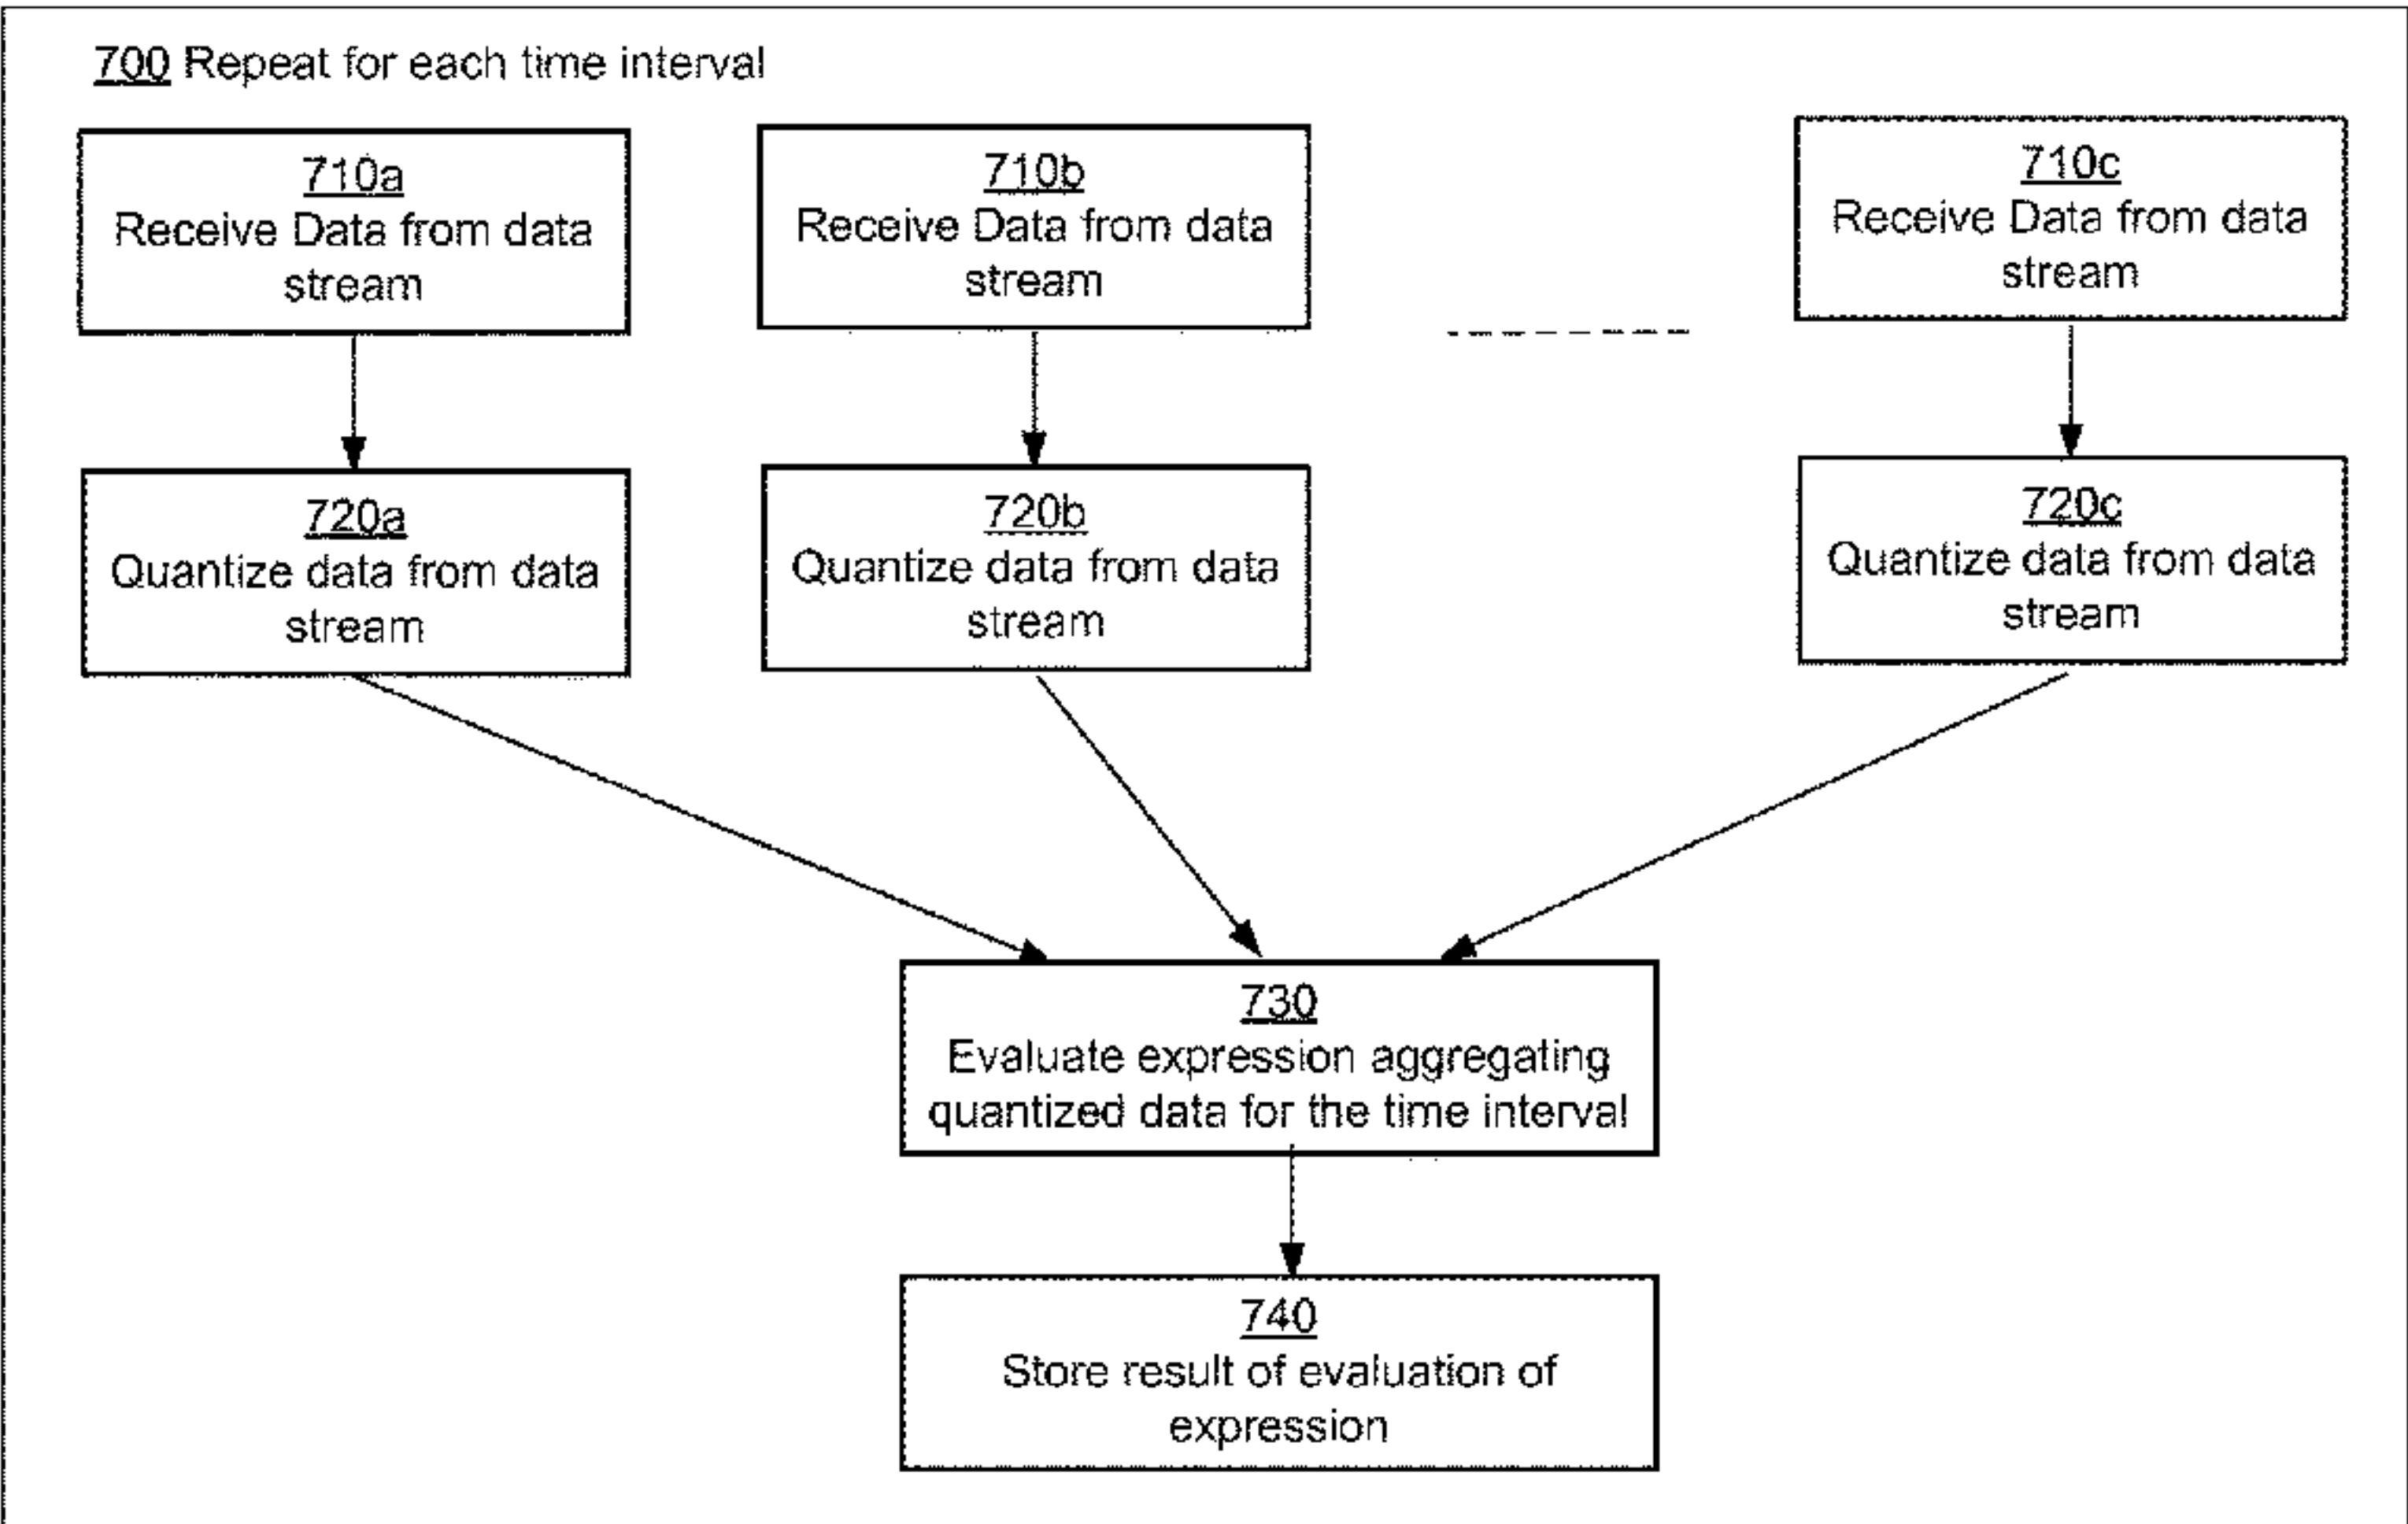 700 Repeat for each time interval
710a
Receive Data from data
stream
710b
Receive Data from data
stream
710c
Receive Data from data
stream
720a
Quantize data from data
stream
720b
Quantize data from data
stream
720c
Quantize data from data
stream
730
Evaluate expression aggregating
quantized data for the time interval
740
Store result of evaluation of
expression